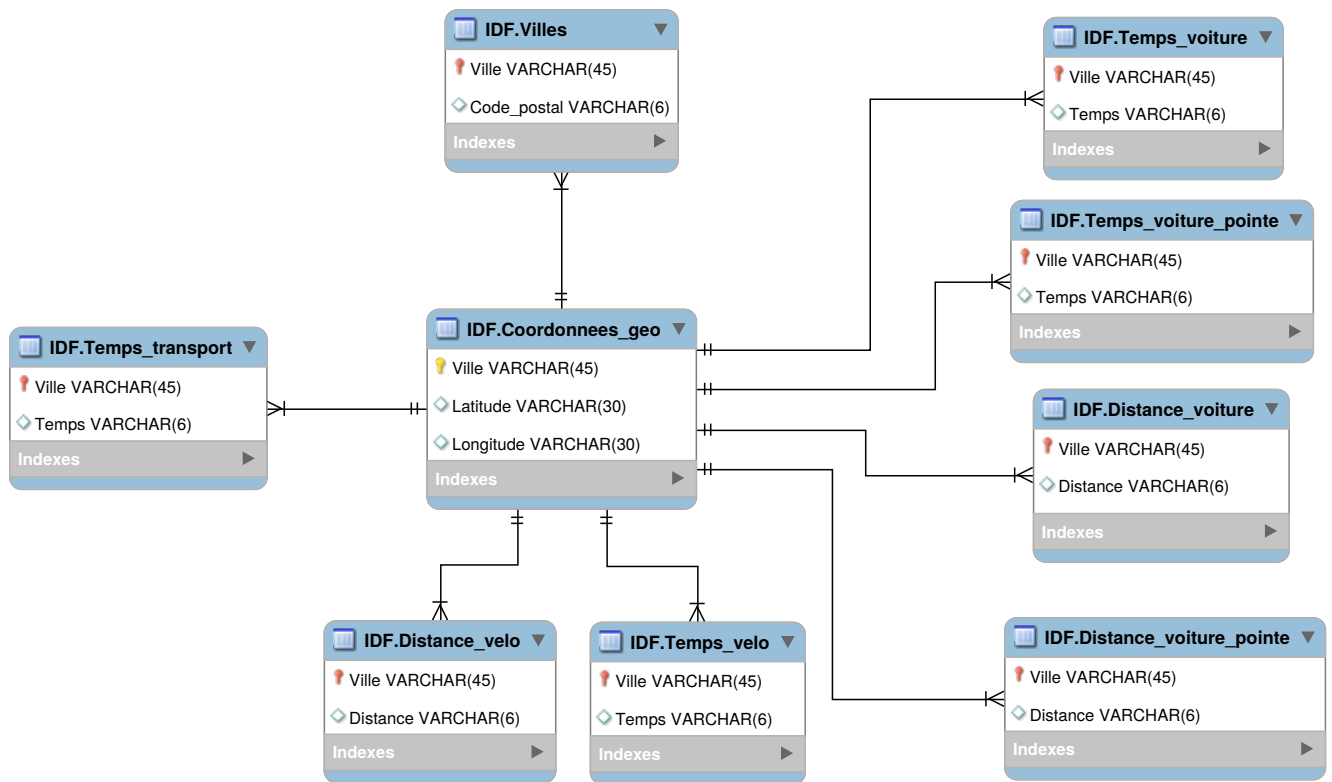 IDF.Villes
Ville VARCHAR(45)
Code_postal VARCHAR(6)
Indexes
IDF.Temps_voiture
Ville VARCHAR(45)
Temps VARCHAR(6)
Indexes
IDF.Temps_voiture_pointe
Ville VARCHAR(45)
Temps VARCHAR(6)
Indexes
IDF.Temps_transport
Ville VARCHAR(45)
Temps VARCHAR(6)
Indexes
IDF.Coordonnees_geo
Ville VARCHAR(45)
Latitude VARCHAR(30)
Longitude VARCHAR(30)
Indexes
IDF.Distance_voiture
Ville VARCHAR(45)
Distance VARCHAR(6)
Indexes
IDF.Distance_velo
Ville VARCHAR(45)
Distance VARCHAR(6)
Indexes
IDF.Temps_velo
Ville VARCHAR(45)
Temps VARCHAR(6)
Indexes
IDF.Distance_voiture_pointe
Ville VARCHAR(45)
Distance VARCHAR(6)
Indexes